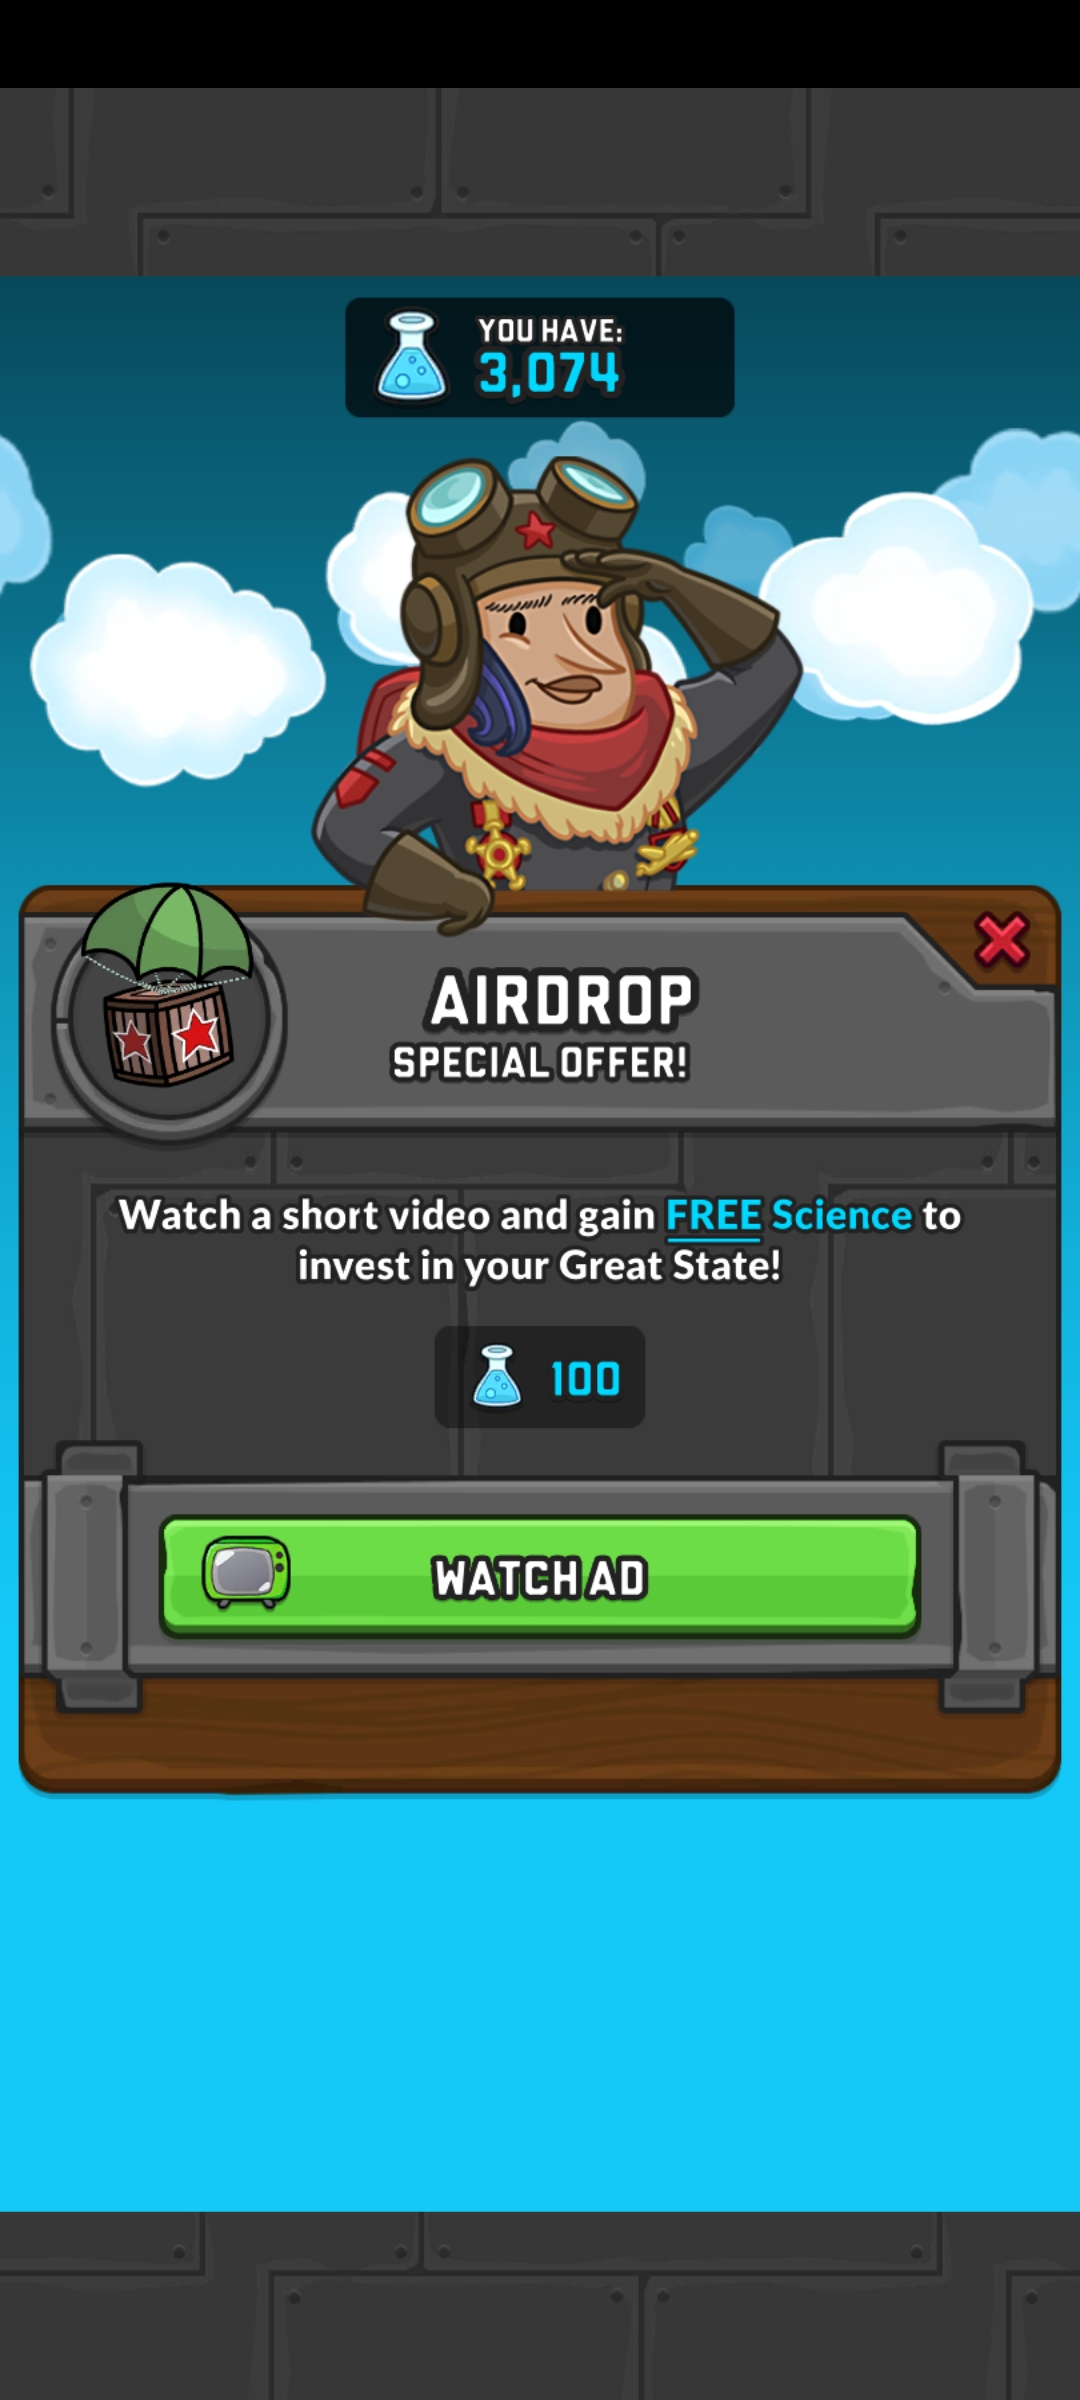 YOU HAVE:
3,074
AIRDROP
SPECIAL OFFER!
Watch a short video and gain FREE Science to
invest in your Great State!
100
WATCH AD